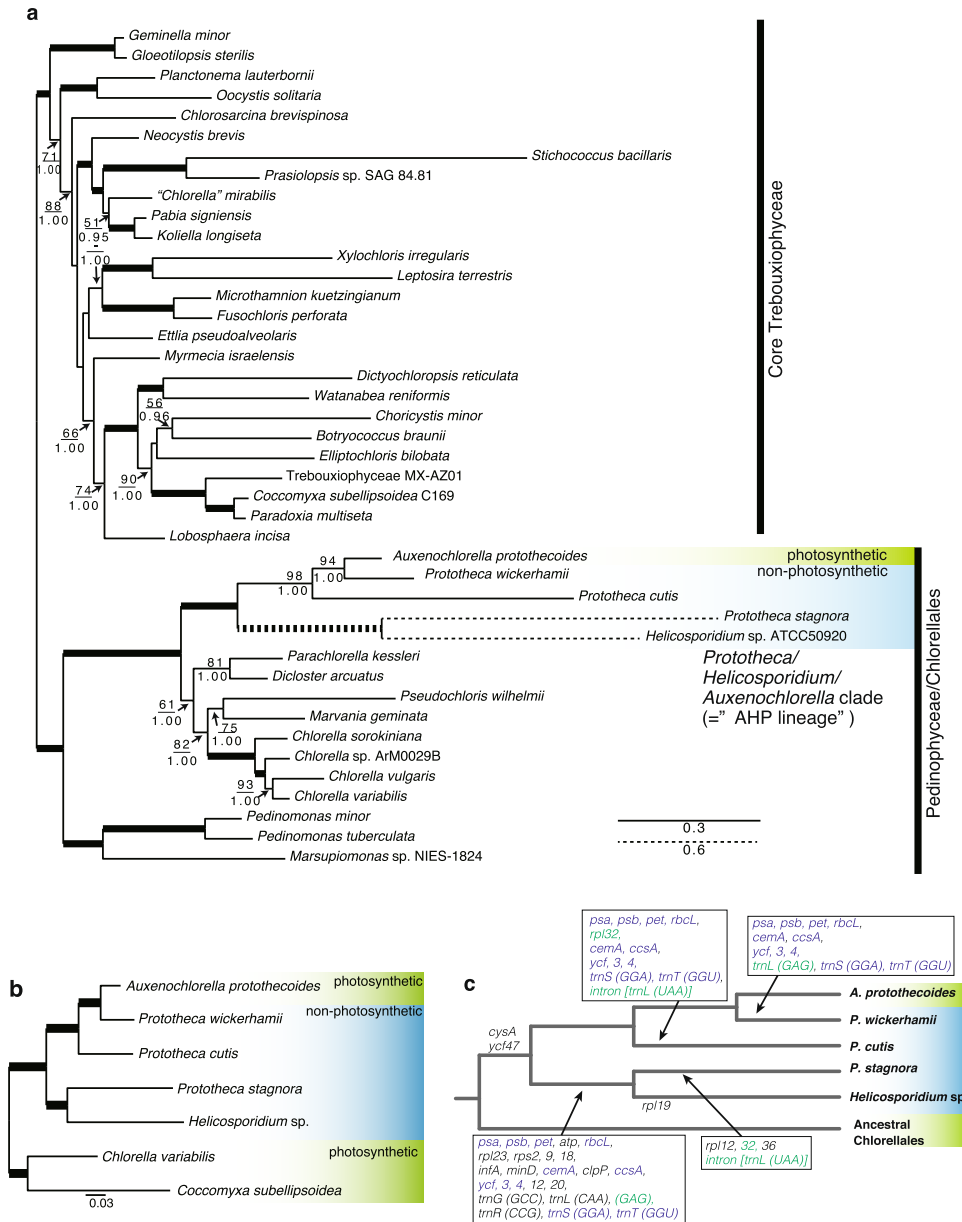 a
Geminella minor
Gloeotilopsis sterilis
Planctonema lauterbornii
Oocystis solitaria
Chlorosarcina brevispinosa
Neocystis brevis
Stichococcus bacillaris
Prasiolopsis sp. SAG 84.81
“Chlorella” mirabilis
Pabia signiensis
Koliella longiseta
Xylochloris irregularis
Leptosira terrestris
Microthamnion kuetzingianum
Fusochloris perforata
Ettlia pseudoalveolaris
Myrmecia israelensis
Dictyochloropsis reticulata
Watanabea reniformis
Choricystis minor
Botryococcus braunii
Elliptochloris bilobata
Trebouxiophyceae MX-AZ01
Coccomyxa subellipsoidea C169
Paradoxia multiseta
Lobosphaera incisa
71
1.00
88
1.00
51
0.95
-
1.00
56
0.96
66
1.00
90
1.00
74
1.00
Core Trebouxiophyceae
Auxenochlorella protothecoides
photosynthetic
Prototheca wickerhamii
non-photosynthetic
Prototheca cutis
Prototheca stagnora
Helicosporidium sp. ATCC50920
94
1.00
98
1.00
Parachlorella kessleri
Dicloster arcuatus
Pseudochloris wilhelmii
Marvania geminata
Chlorella sorokiniana
Chlorella sp. ArM0029B
Chlorella vulgaris
Chlorella variabilis
Pedinomonas minor
Pedinomonas tuberculata
Marsupiomonas sp. NIES-1824
81
1.00
61
1.00
75
1.00
82
1.00
93
1.00
Prototheca/
Helicosporidium/
Auxenochlorella clade
(=” AHP lineage” )
Pedinophyceae/Chlorellales
0.3
0.6
b
Auxenochlorella protothecoides
photosynthetic
Prototheca wickerhamii
non-photosynthetic
Prototheca cutis
Prototheca stagnora
Helicosporidium sp.
Chlorella variabilis
photosynthetic
Coccomyxa subellipsoidea
0.03
c
psa, psb, pet, rbcL,
rpl32,
cemA, ccsA,
ycf, 3, 4,
trnS (GGA), trnT (GGU)
intron [trnL (UAA)]
psa, psb, pet, rbcL,
cemA, ccsA,
ycf, 3, 4,
trnL (GAG), trnS (GGA), trnT (GGU)
cysA
ycf47
A. protothecoides
P. wickerhamii
P. cutis
P. stagnora
Helicosporidium sp
rpl19
Ancestral
Chlorellales
psa, psb, pet, atp, rbcL,
rpl23, rps2, 9, 18,
infA, minD, cemA, clpP, ccsA,
ycf, 3, 4, 12, 20,
trnG (GCC), trnL (CAA), (GAG),
trnR (CCG), trnS (GGA), trnT (GGU)
rpl12, 32, 36
intron [trnL (UAA)]